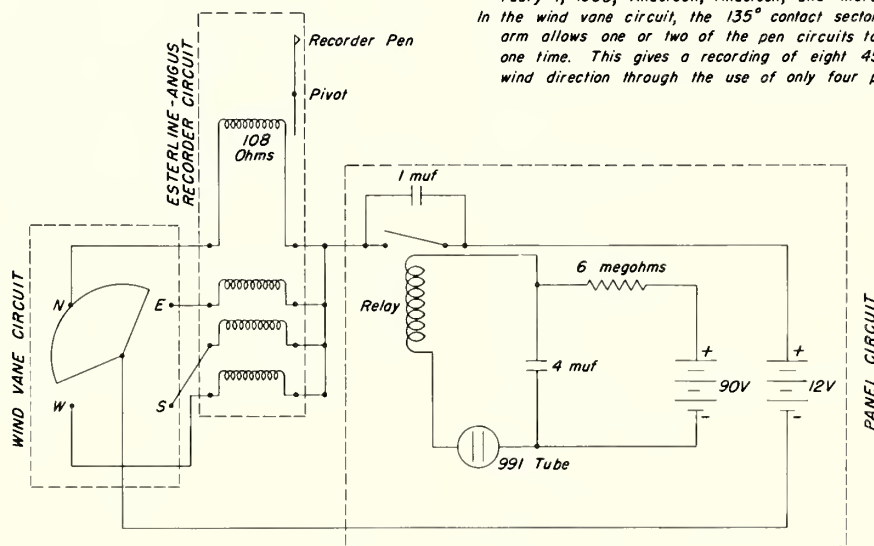 In the wind vane circuit, the 135° contact sector
arm allows one or two of the pen circuits to
one time. This gives a recording of eight 45
wind direction through the use of only four
ESTERLINE-ANGUS
RECORDER CIRCUIT
Recorder Pen
Pivot
108
Ohms
1 muf
WIND VANE CIRCUIT
N
E
W
S
Relay
6 megohms
4 muf
+
90V
-
+
12V
-
991 Tube
PANEL CIRCUIT